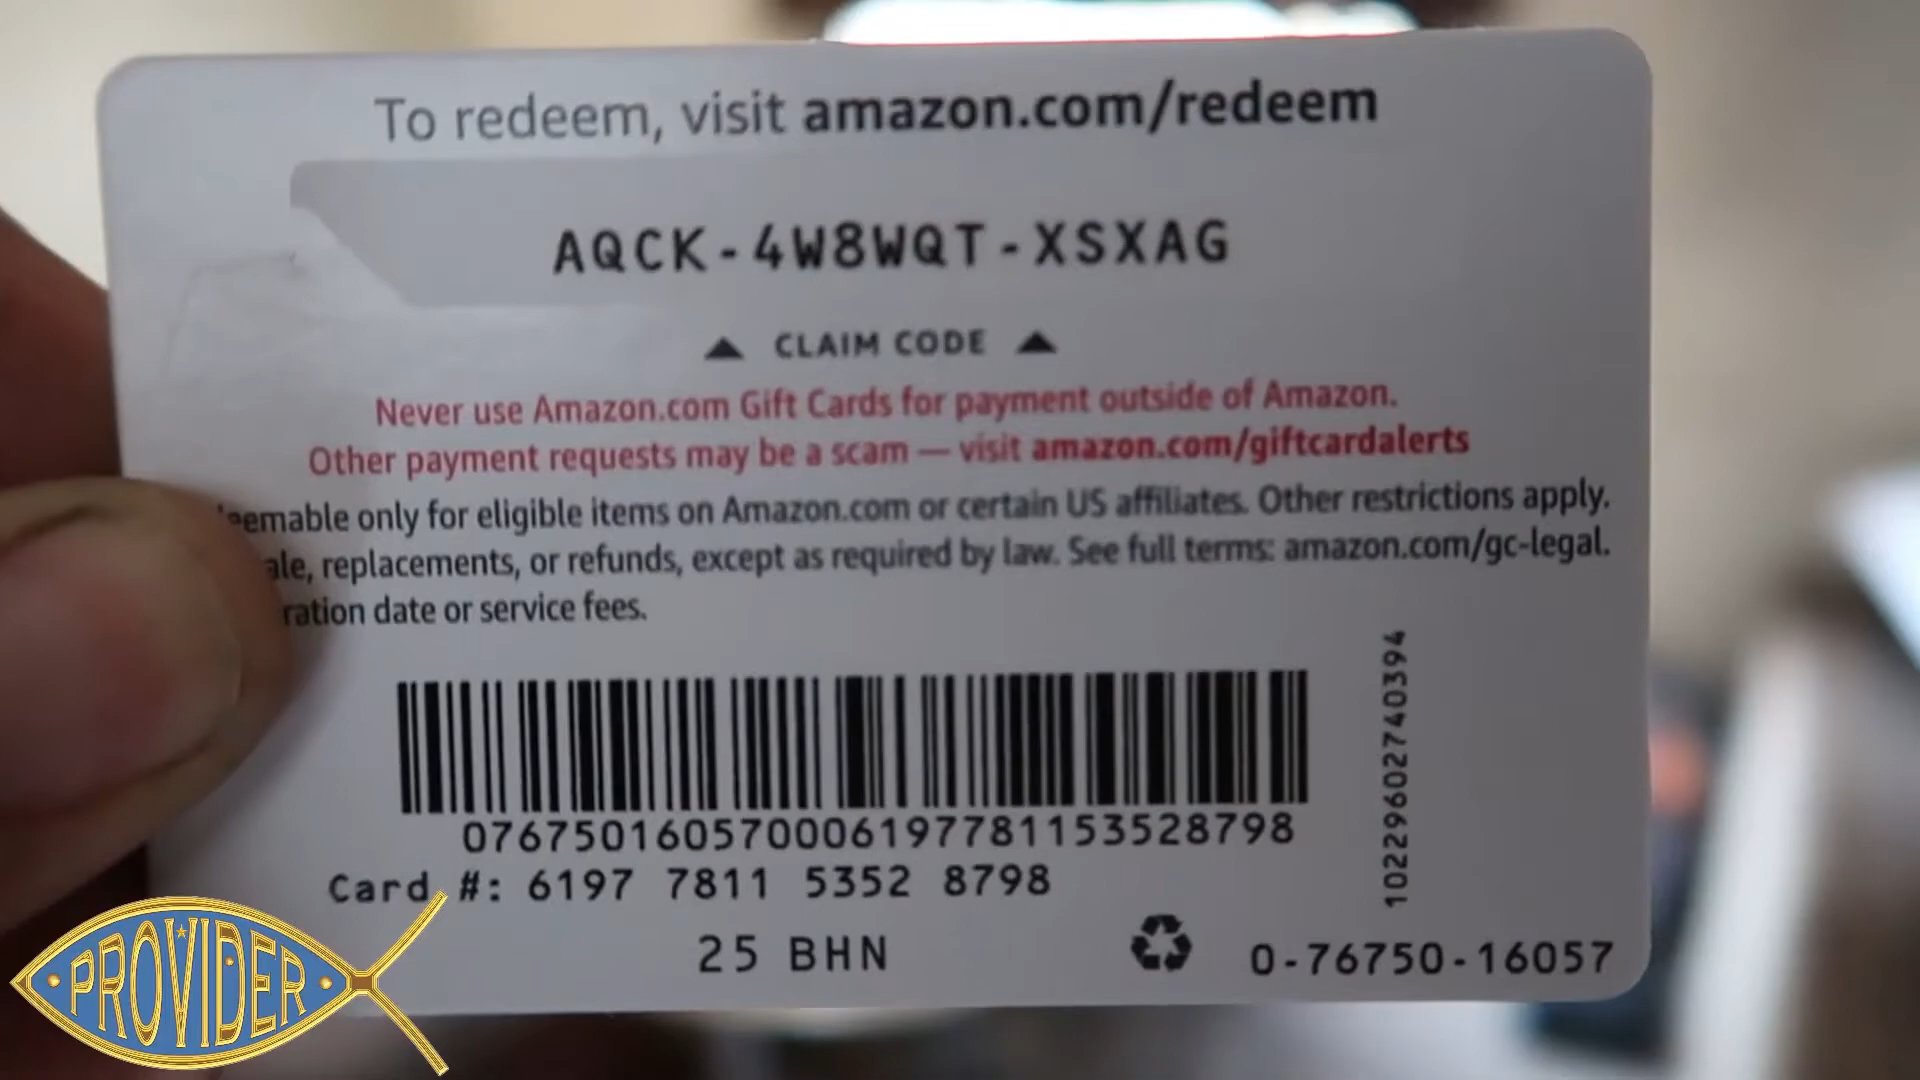 To redeem, visit amazon.com/redeem
AQCK-4W8WQT-XSXAG
▲ CLAIM CODE ▲
Never use Amazon.com Gift Cards for payment outside of Amazon.
Other payment requests may be a scam — visit amazon.com/giftcardalerts
eemable only for eligible items on Amazon.com or certain US affiliates. Other restrictions apply.
ale, replacements, or refunds, except as required by law. See full terms: amazon.com/gc-legal.
ration date or service fees.
076750160570006197781153528798
Card #: 6197 7811 5352 8798
25 BHN
0-76750-16057
10229602740394
PROVIDER